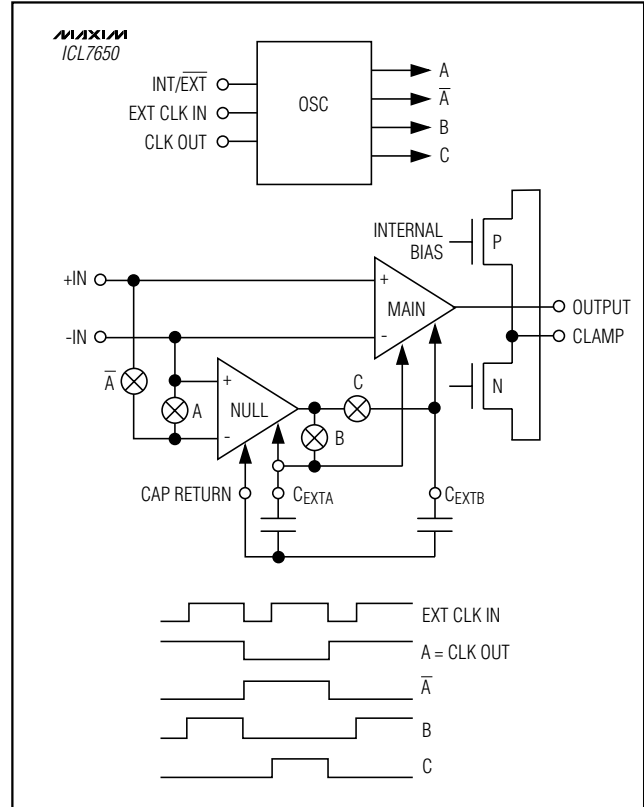 MAXIM
ICL7650
INT/E̅X̅T̅
EXT CLK IN
CLK OUT
OSC
A
A̅
B
C
INTERNAL
BIAS
P
+IN
-IN
+
-
MAIN
OUTPUT
CLAMP
N
A̅
A
+
-
NULL
C
B
CAP RETURN
CEXTA
CEXTB
EXT CLK IN
A = CLK OUT
A̅
B
C